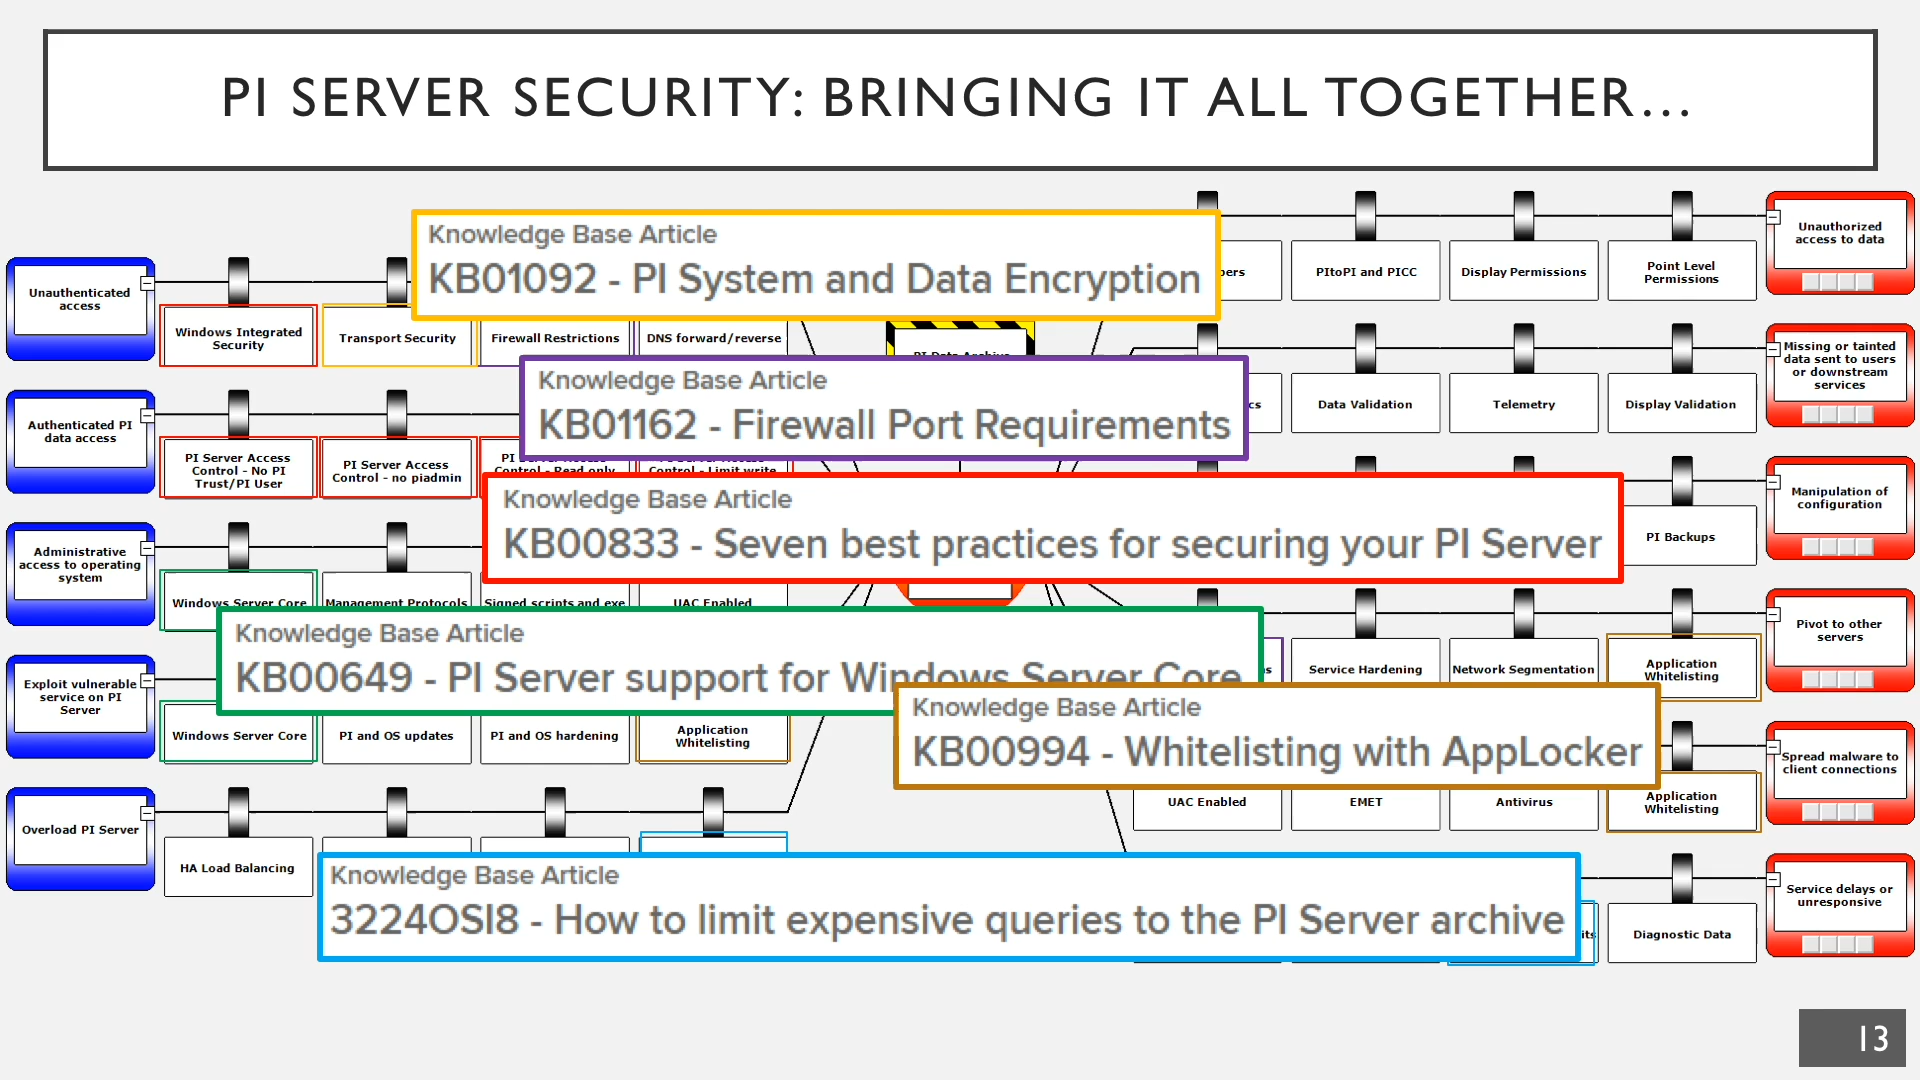 PI SERVER SECURITY: BRINGING IT ALL TOGETHER...
Knowledge Base Article
KB01092 - PI System and Data Encryption
Knowledge Base Article
KB01162 - Firewall Port Requirements
Knowledge Base Article
KB00833 - Seven best practices for securing your PI Server
Knowledge Base Article
KB00649 - PI Server support for Windows Server Core
Knowledge Base Article
KB00994 - Whitelisting with AppLocker
Knowledge Base Article
3224OSI8 - How to limit expensive queries to the PI Server archive
Unauthenticated
access
Windows Integrated
Security
Transport Security
Firewall Restrictions
DNS forward/reverse
PI Data Archive
PItoPI and PICC
Display Permissions
Point Level
Permissions
Unauthorized
access to data
Authenticated PI
data access
PI Server Access
Control - No PI
Trust/PI User
PI Server Access
Control - no piadmin
Control - Read only
Control - Limit write
Data Validation
Telemetry
Display Validation
Missing or tainted
data sent to users
or downstream
services
Administrative
access to operating
system
Windows Server Core
Management Protocols
Signed scripts and exe
UAC Enabled
PI Backups
Manipulation of
configuration
Exploit vulnerable
service on PI
Server
Windows Server Core
PI and OS updates
PI and OS hardening
Application
Whitelisting
Service Hardening
Network Segmentation
Application
Whitelisting
Pivot to other
servers
UAC Enabled
EMET
Antivirus
Application
Whitelisting
Spread malware to
client connections
Overload PI Server
HA Load Balancing
Diagnostic Data
Service delays or
unresponsive
13